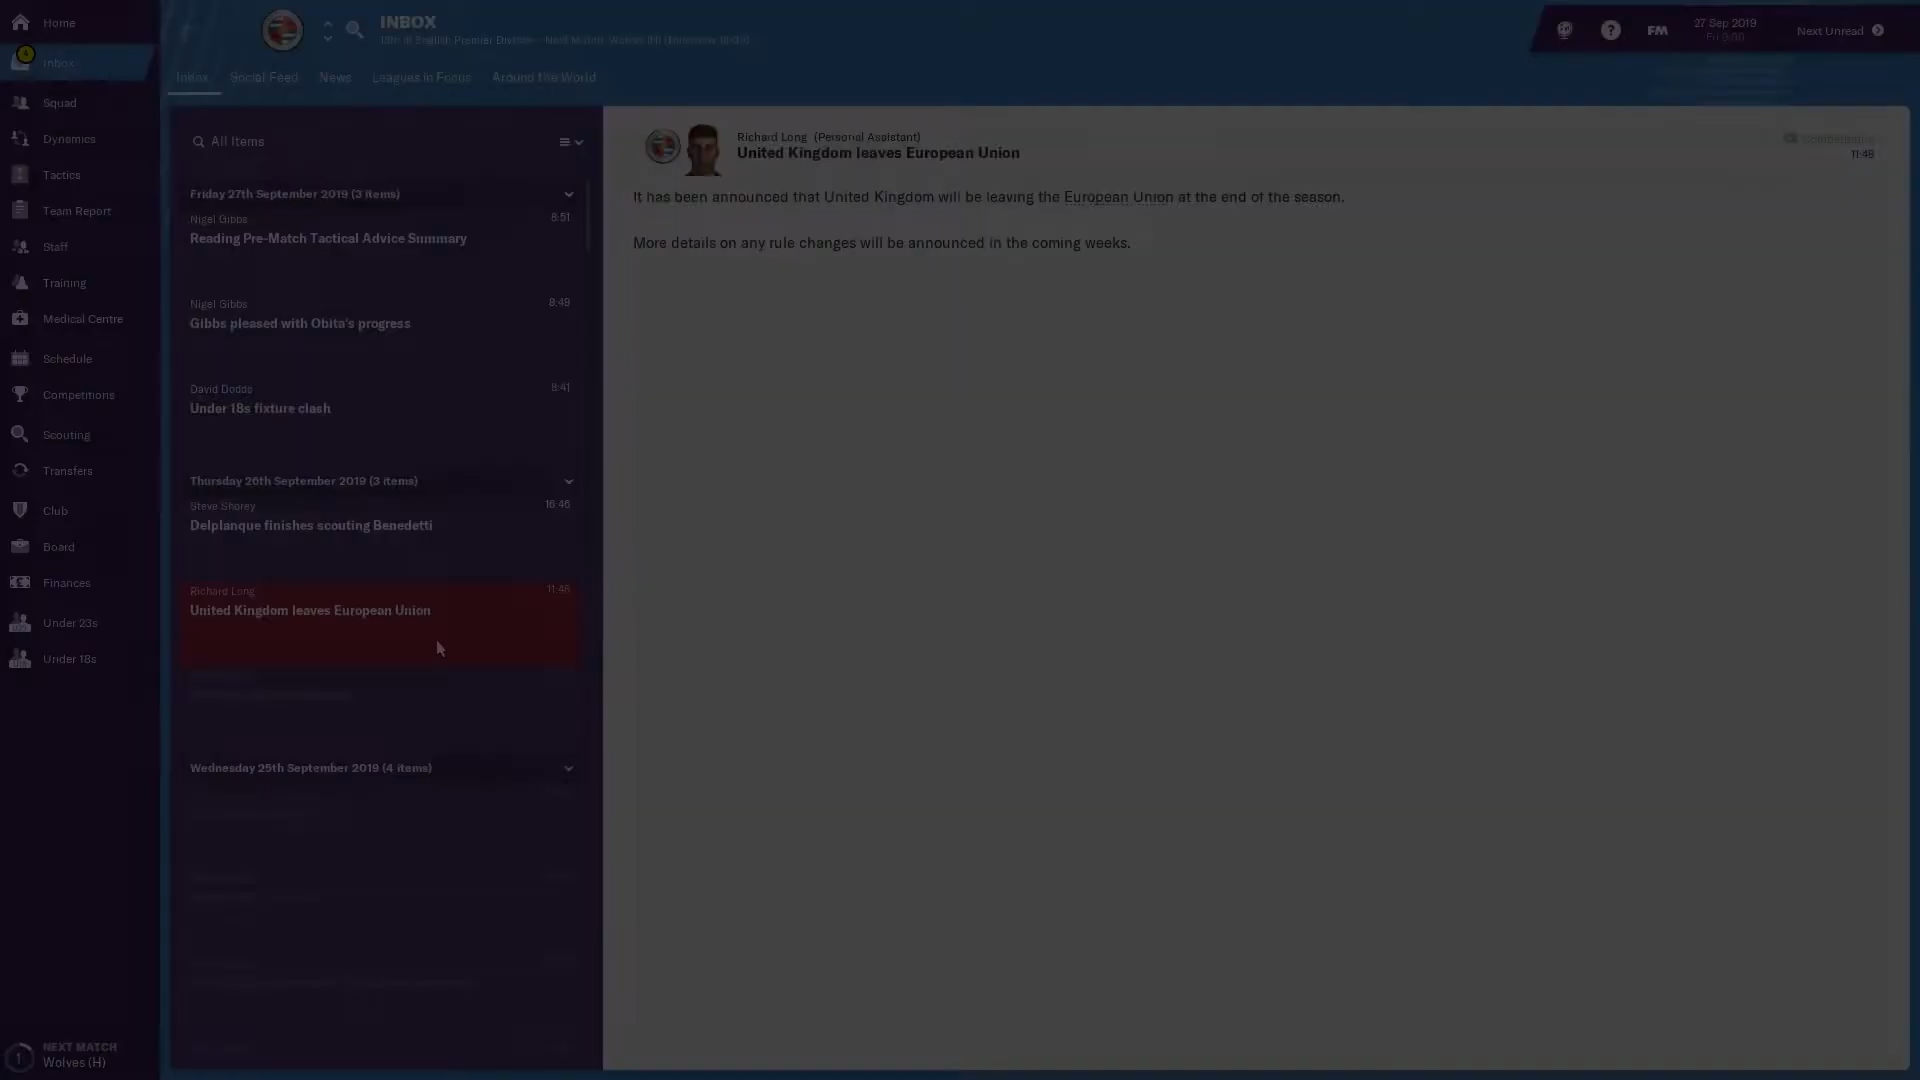 Home
Inbox
Squad
Dynamics
Tactics
Team Report
Staff
Training
Medical Centre
Schedule
Competitions
Scouting
Transfers
Club
Board
Finances
Under 23s
Under 18s
NEXT MATCH
1
Wolves (H)
INBOX
FM
27 Sep 2019
Next Unread
Inbox Social Feed News Leagues in Focus Around the World
All Items
Friday 27th September 2019 (3 items)
Nigel Gibbs 8:51
Reading Pre-Match Tactical Advice Summary
Nigel Gibbs 8:49
Gibbs pleased with Obita's progress
David Dodds 8:41
Under 18s fixture clash
Thursday 26th September 2019 (3 items)
Steve Shorey 16:46
Delplanque finishes scouting Benedetti
Richard Long 11:48
United Kingdom leaves European Union
Wednesday 25th September 2019 (4 items)
Richard Long (Personal Assistant)
United Kingdom leaves European Union
Competitions
11:48
It has been announced that United Kingdom will be leaving the European Union at the end of the season.
More details on any rule changes will be announced in the coming weeks.